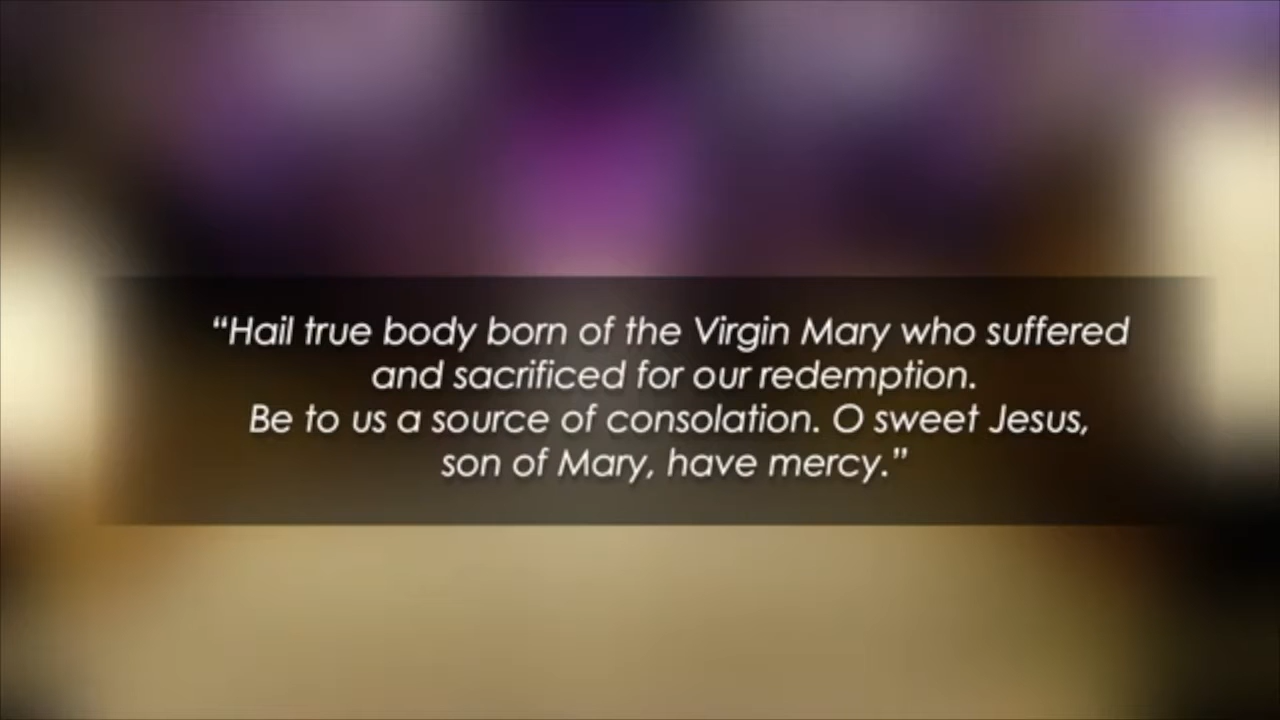 “Hail true body born of the Virgin Mary who suffered
and sacrificed for our redemption.
Be to us a source of consolation. O sweet Jesus,
son of Mary, have mercy.”